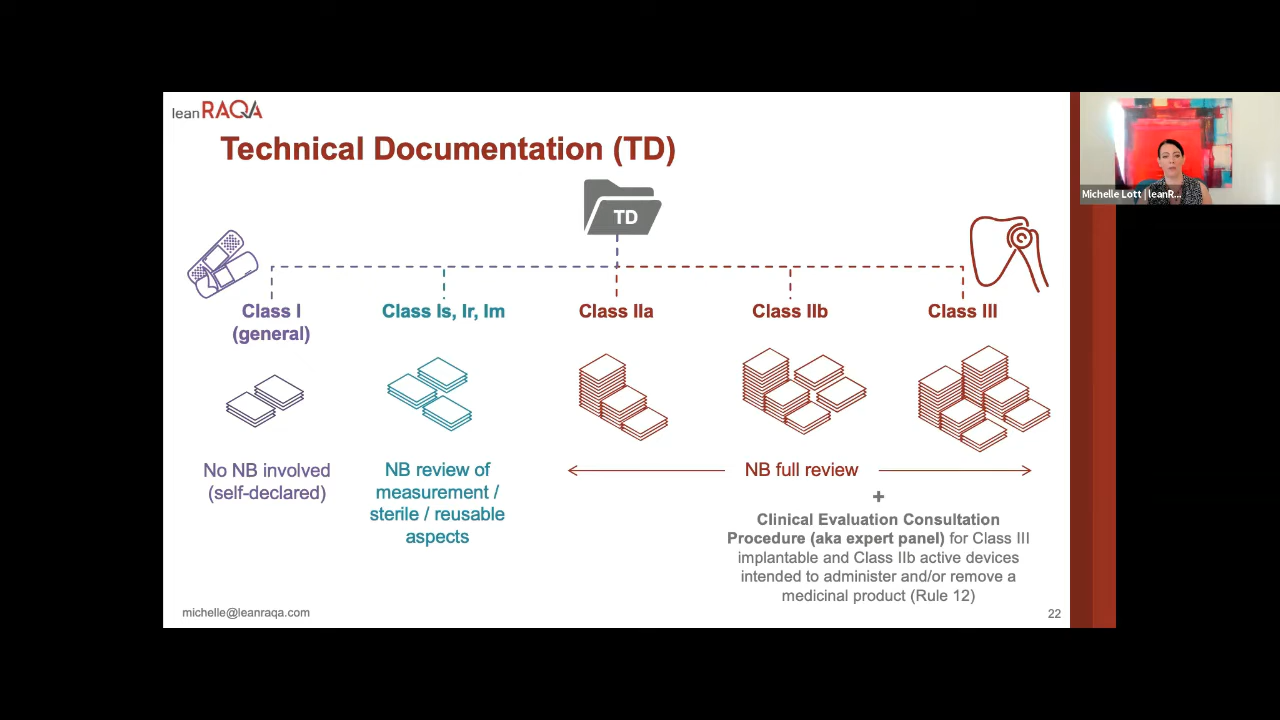 leanRAQA
Technical Documentation (TD)
TD
Michelle Lott | leanR...
Class I
(general)
Class Is, Ir, Im
Class IIa
Class IIb
Class III
No NB involved
(self-declared)
NB review of
measurement /
sterile / reusable
aspects
NB full review
+
Clinical Evaluation Consultation
Procedure (aka expert panel) for Class III
implantable and Class IIb active devices
intended to administer and/or remove a
medicinal product (Rule 12)
michelle@leanraqa.com
22